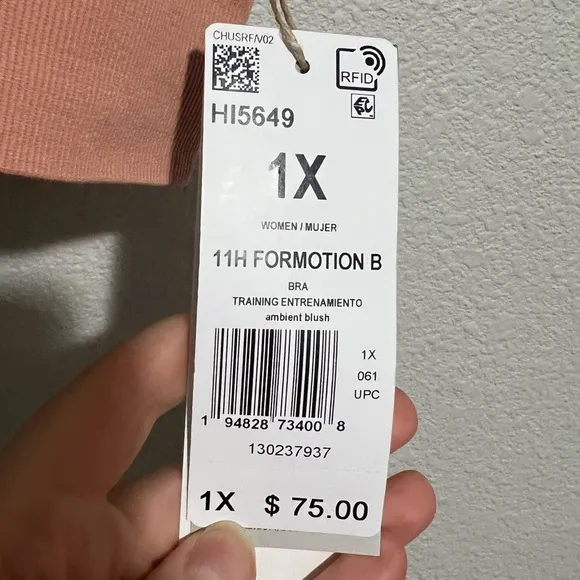 CHUSRF/V02
RFID
HI5649
1X
WOMEN / MUJER
11H FORMOTION B
BRA
TRAINING ENTRENAMIENTO
ambient blush
1X
061
UPC
1 94828 73400 8
130237937
1X $ 75.00